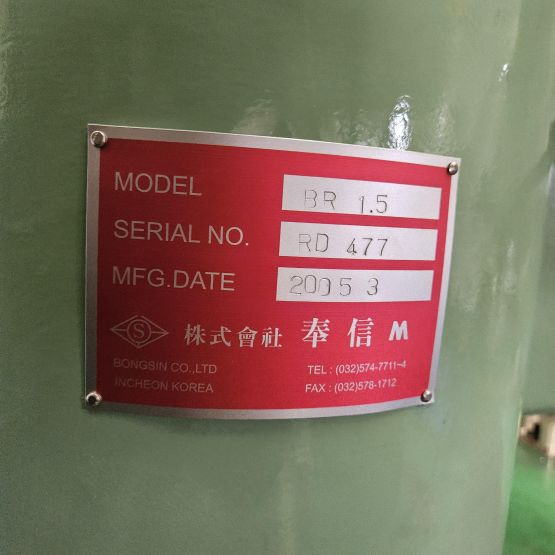 MODEL BR 1.5
SERIAL NO. RD 477
MFG.DATE 2005 3
S 株式會社 奉信 M
BONGSIN CO.,LTD TEL : (032)574-7711~4
INCHEON KOREA FAX : (032)578-1712